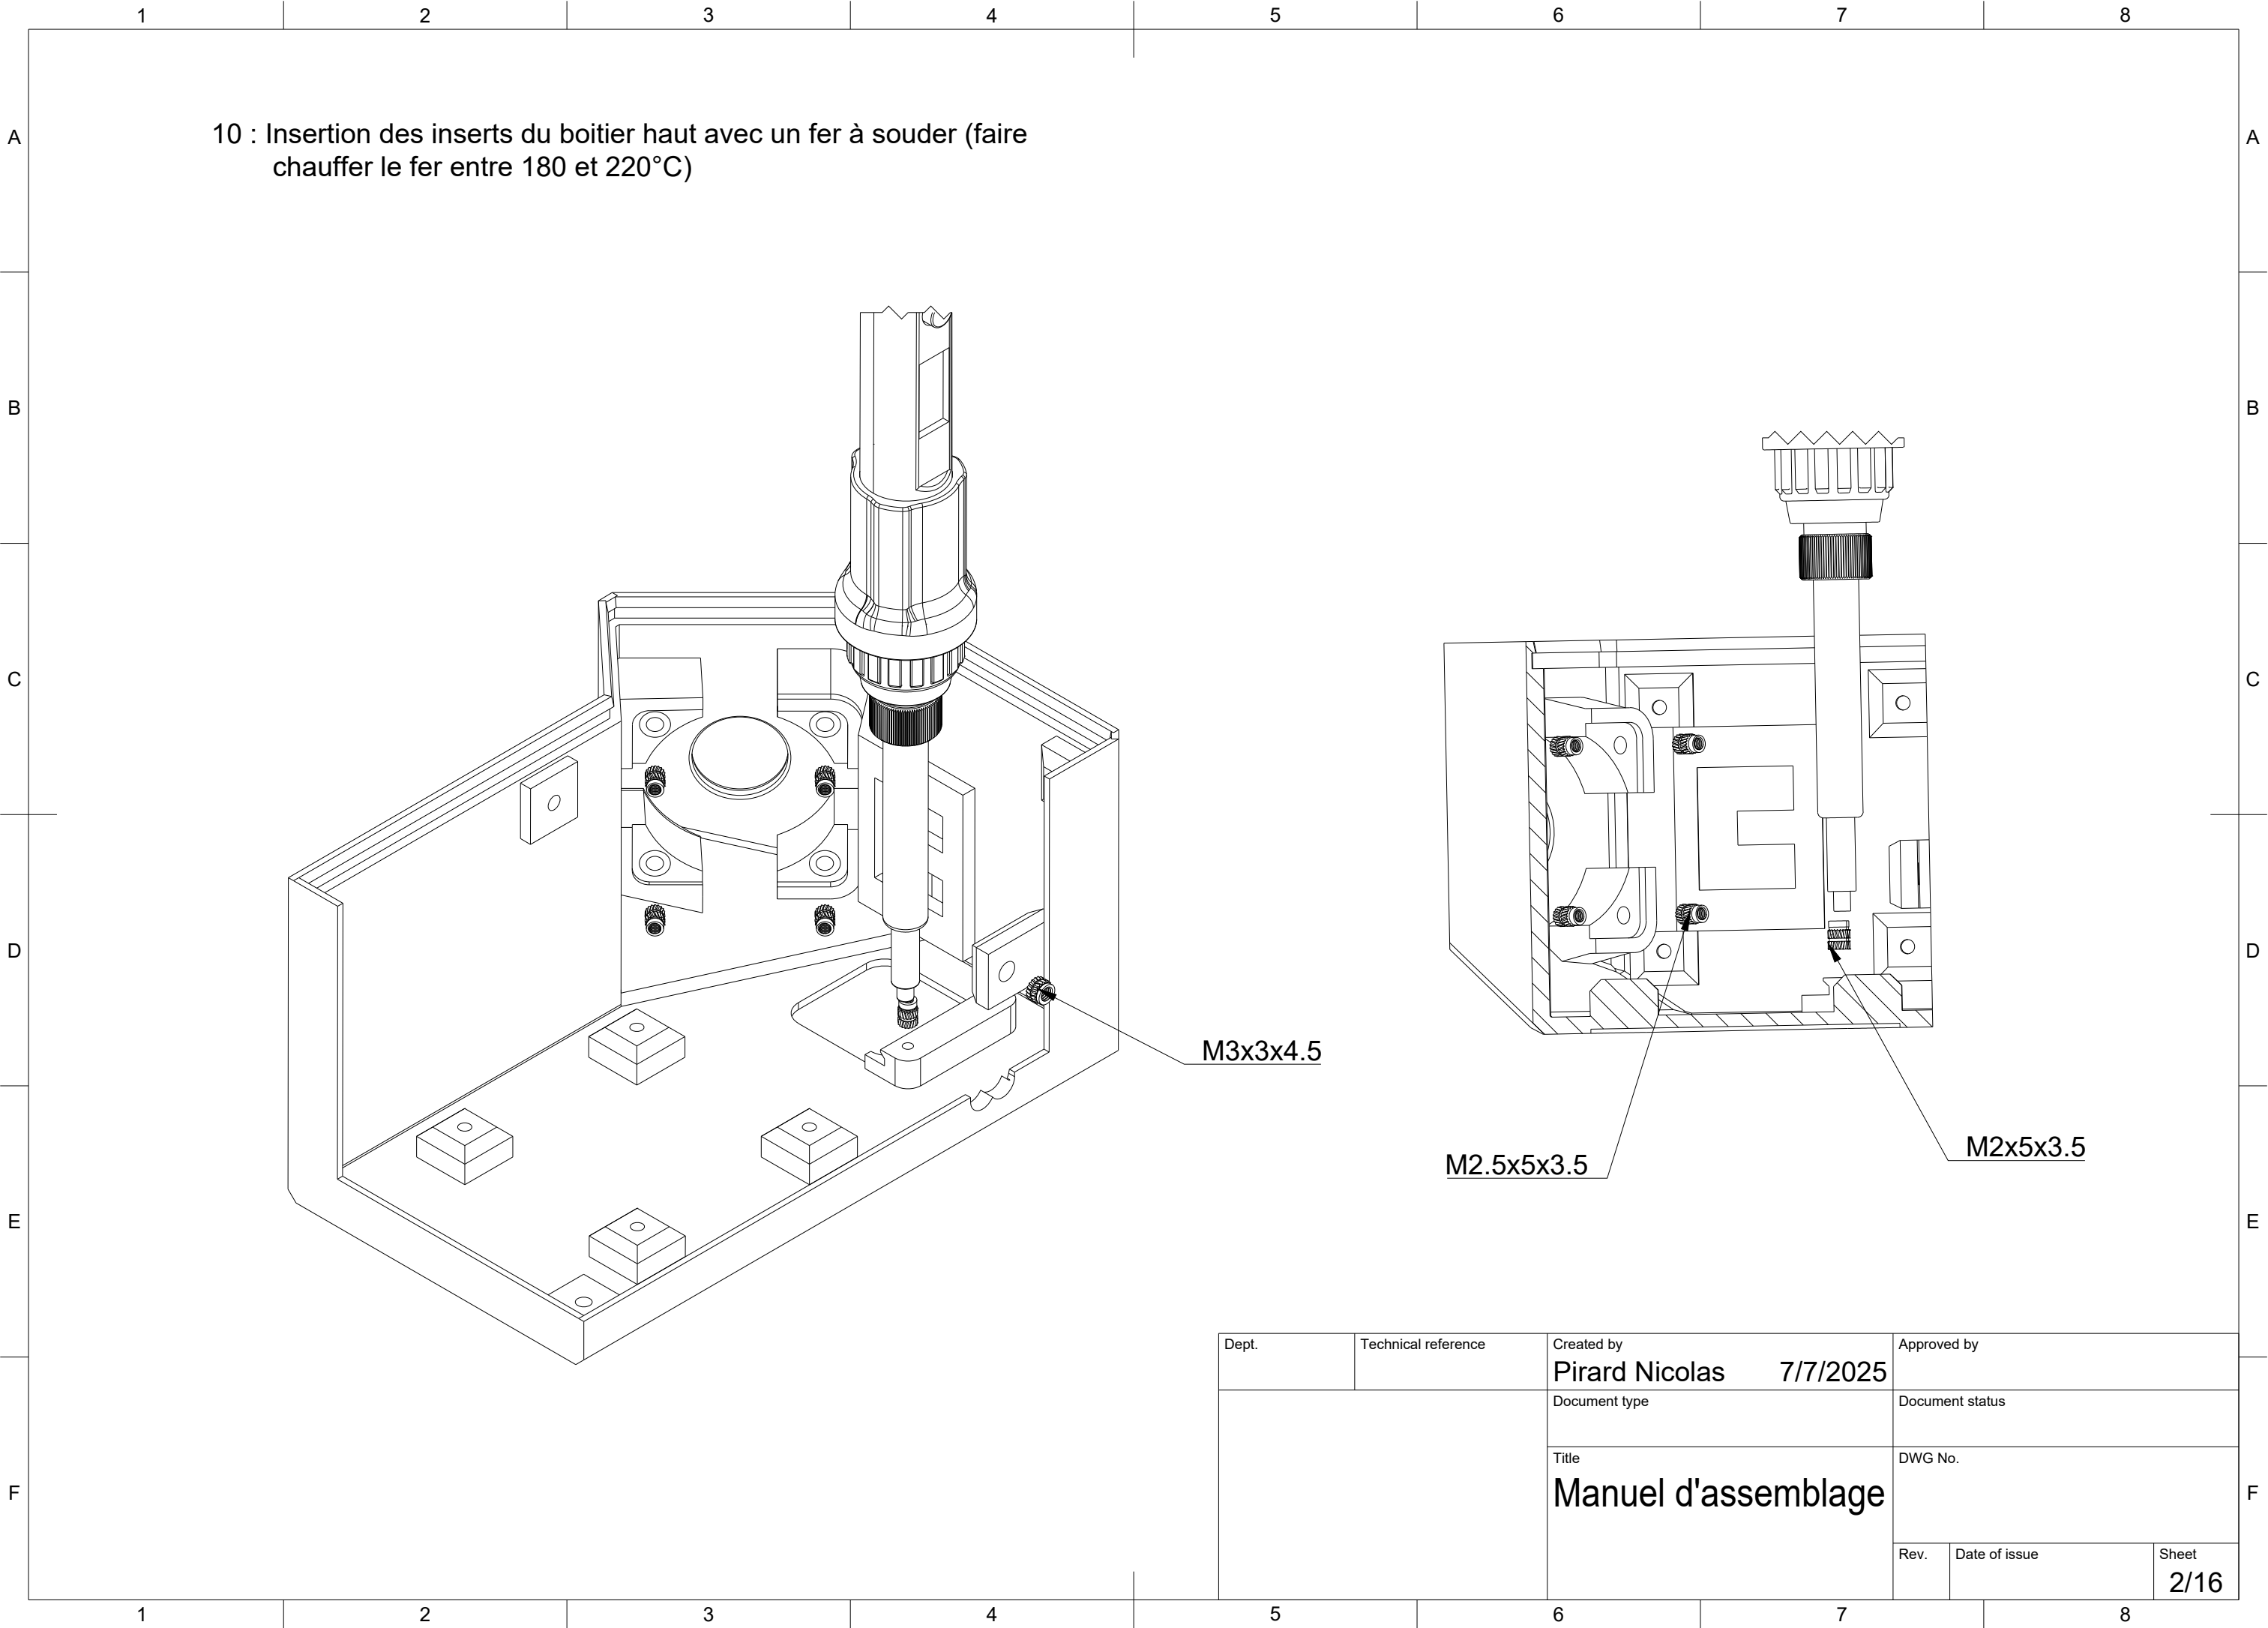 1 2 3 4 5 6 7 8
A A
10 : Insertion des inserts du boitier haut avec un fer à souder (faire
chauffer le fer entre 180 et 220°C)
B B
C C
D D
M3x3x4.5
M2.5x5x3.5
M2x5x3.5
E E
Dept.
Technical reference
Created by
Pirard Nicolas 7/7/2025
Approved by
Document type
Document status
Title
Manuel d'assemblage
DWG No.
F F
Rev.
Date of issue
Sheet
2/16
1 2 3 4 5 6 7 8